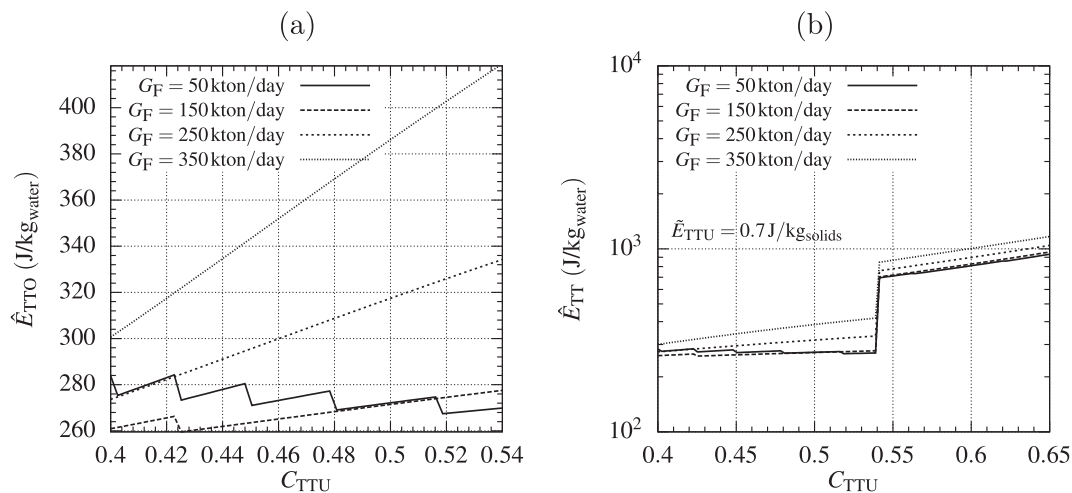 (a)
G_F = 50 kton/day
G_F = 150 kton/day
G_F = 250 kton/day
G_F = 350 kton/day
Ê_TTO (J/kg_water)
400
380
360
340
320
300
280
260
0.4 0.42 0.44 0.46 0.48 0.5 0.52 0.54
C_TTU
(b)
G_F = 50 kton/day
G_F = 150 kton/day
G_F = 250 kton/day
G_F = 350 kton/day
Ẽ_TTU = 0.7 J/kg_solids
Ê_TT (J/kg_water)
10^4
10^3
10^2
0.4 0.45 0.5 0.55 0.6 0.65
C_TTU